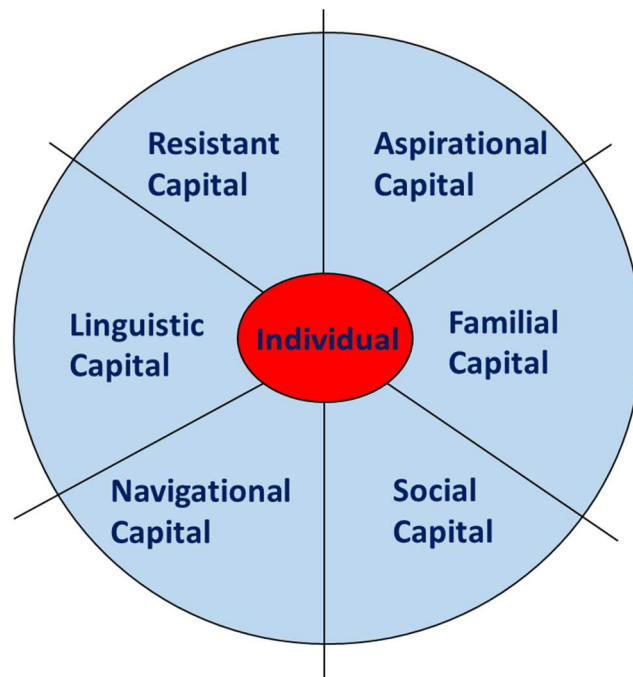 Resistant
Capital
Aspirational
Capital
Linguistic
Capital
Individual
Familial
Capital
Navigational
Capital
Social
Capital